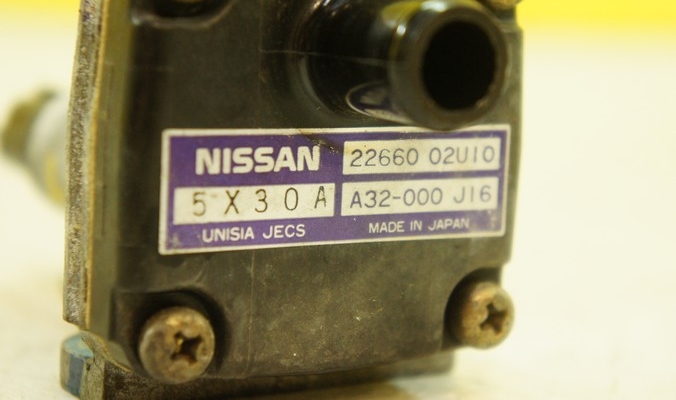 NISSAN 22660 02U10
5 X 3 0 A A32-000 J16
UNISIA JECS MADE IN JAPAN